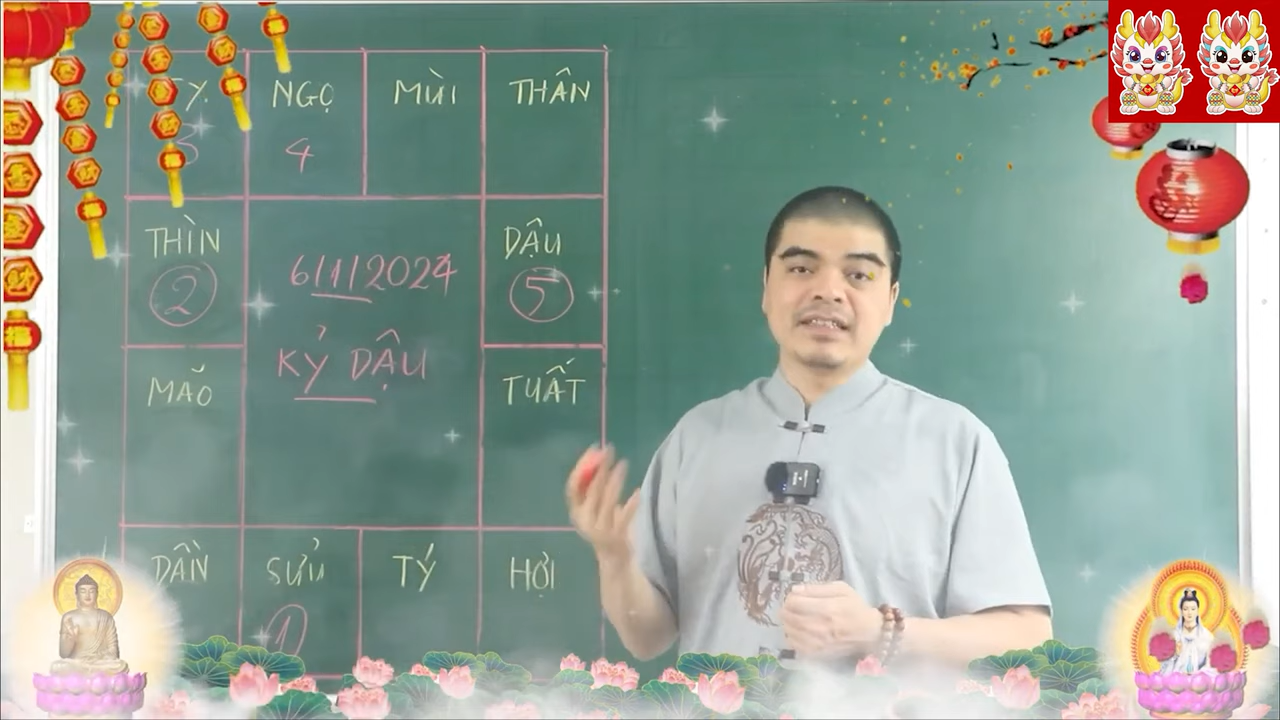 NGỌ
MÙI
THÂN
3
4
THÌN
DẬU
2
6/1/2024
5
KỶ DẬU
MÃO
TUẤT
DẦN
SỬU
TÝ
HỢI
1